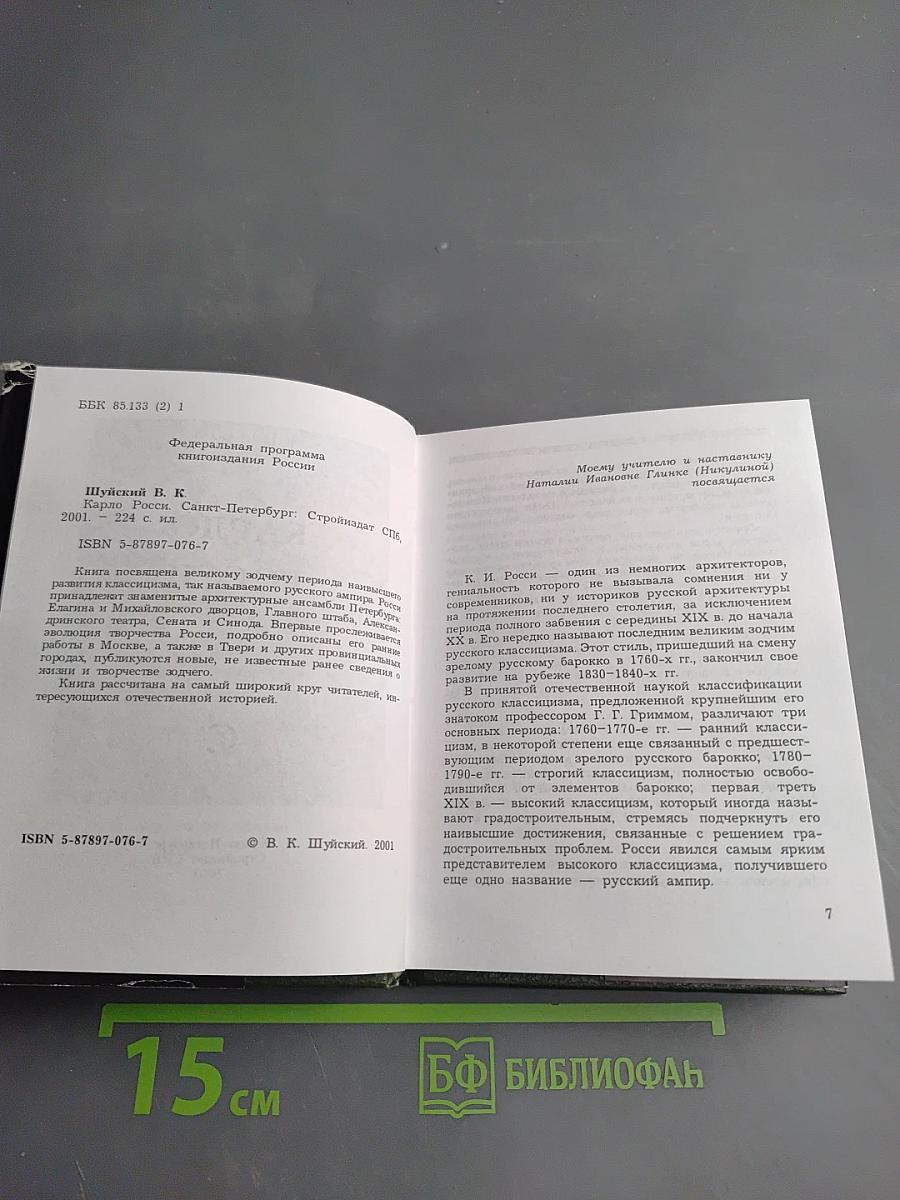 ББК 85.133 (2) 1
Федеральная программа
книгоиздания России
Шуйский В. К.
Карло Росси. Санкт-Петербург: Стройиздат СПб,
2001. – 224 с. ил.
ISBN 5-87897-076-7
Книга посвящена великому зодчему периода наивысшего
развития классицизма, так называемого русского ампира. Росси
принадлежат знаменитые архитектурные ансамбли Петербурга:
Елагина и Михайловского дворцов, Главного штаба, Алексан-
дринского театра, Сената и Синода. Впервые прослеживается
эволюция творчества Росси, подробно описаны его ранние
работы в Москве, а также в Твери и других провинциальных
городах, публикуются новые, не известные ранее сведения о
жизни и творчестве зодчего.
Книга рассчитана на самый широкий круг читателей, ин-
тересующихся отечественной историей.
ISBN 5-87897-076-7
© В. К. Шуйский. 2001
Моему учителю и наставнику
Наталии Ивановне Глинке (Никулиной)
посвящается
К. И. Росси — один из немногих архитекторов,
гениальность которого не вызывала сомнения ни у
современников, ни у историков русской архитектуры
на протяжении последнего столетия, за исключением
периода полного забвения с середины XIX в. до начала
XX в. Его нередко называют последним великим зодчим
русского классицизма. Этот стиль, пришедший на смену
зрелому русскому барокко в 1760-х гг., закончил свое
развитие на рубеже 1830–1840-х гг.
В принятой отечественной наукой классификации
русского классицизма, предложенной крупнейшим его
знатоком профессором Г. Г. Гриммом, различают три
основных периода: 1760–1770-е гг. — ранний класси-
цизм, в некоторой степени еще связанный с предшест-
вующим периодом зрелого русского барокко; 1780–
1790-е гг. — строгий классицизм, полностью освобо-
дившийся от элементов барокко; первая треть
XIX в. — высокий классицизм, который иногда назы-
вают градостроительным, стремясь подчеркнуть его
наивысшие достижения, связанные с решением гра-
достроительных проблем. Росси явился самым ярким
представителем высокого классицизма, получившего
еще одно название — русский ампир.
7
15 см
БФ БИБЛИОФАҺ